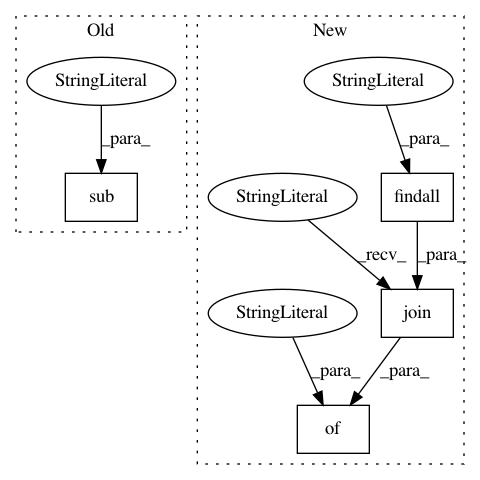 Old
New
StringLiteral
StringLiteral
_para_
_para_
sub
StringLiteral
findall
_recv_
_para_
StringLiteral
join
_para_
_para_
of